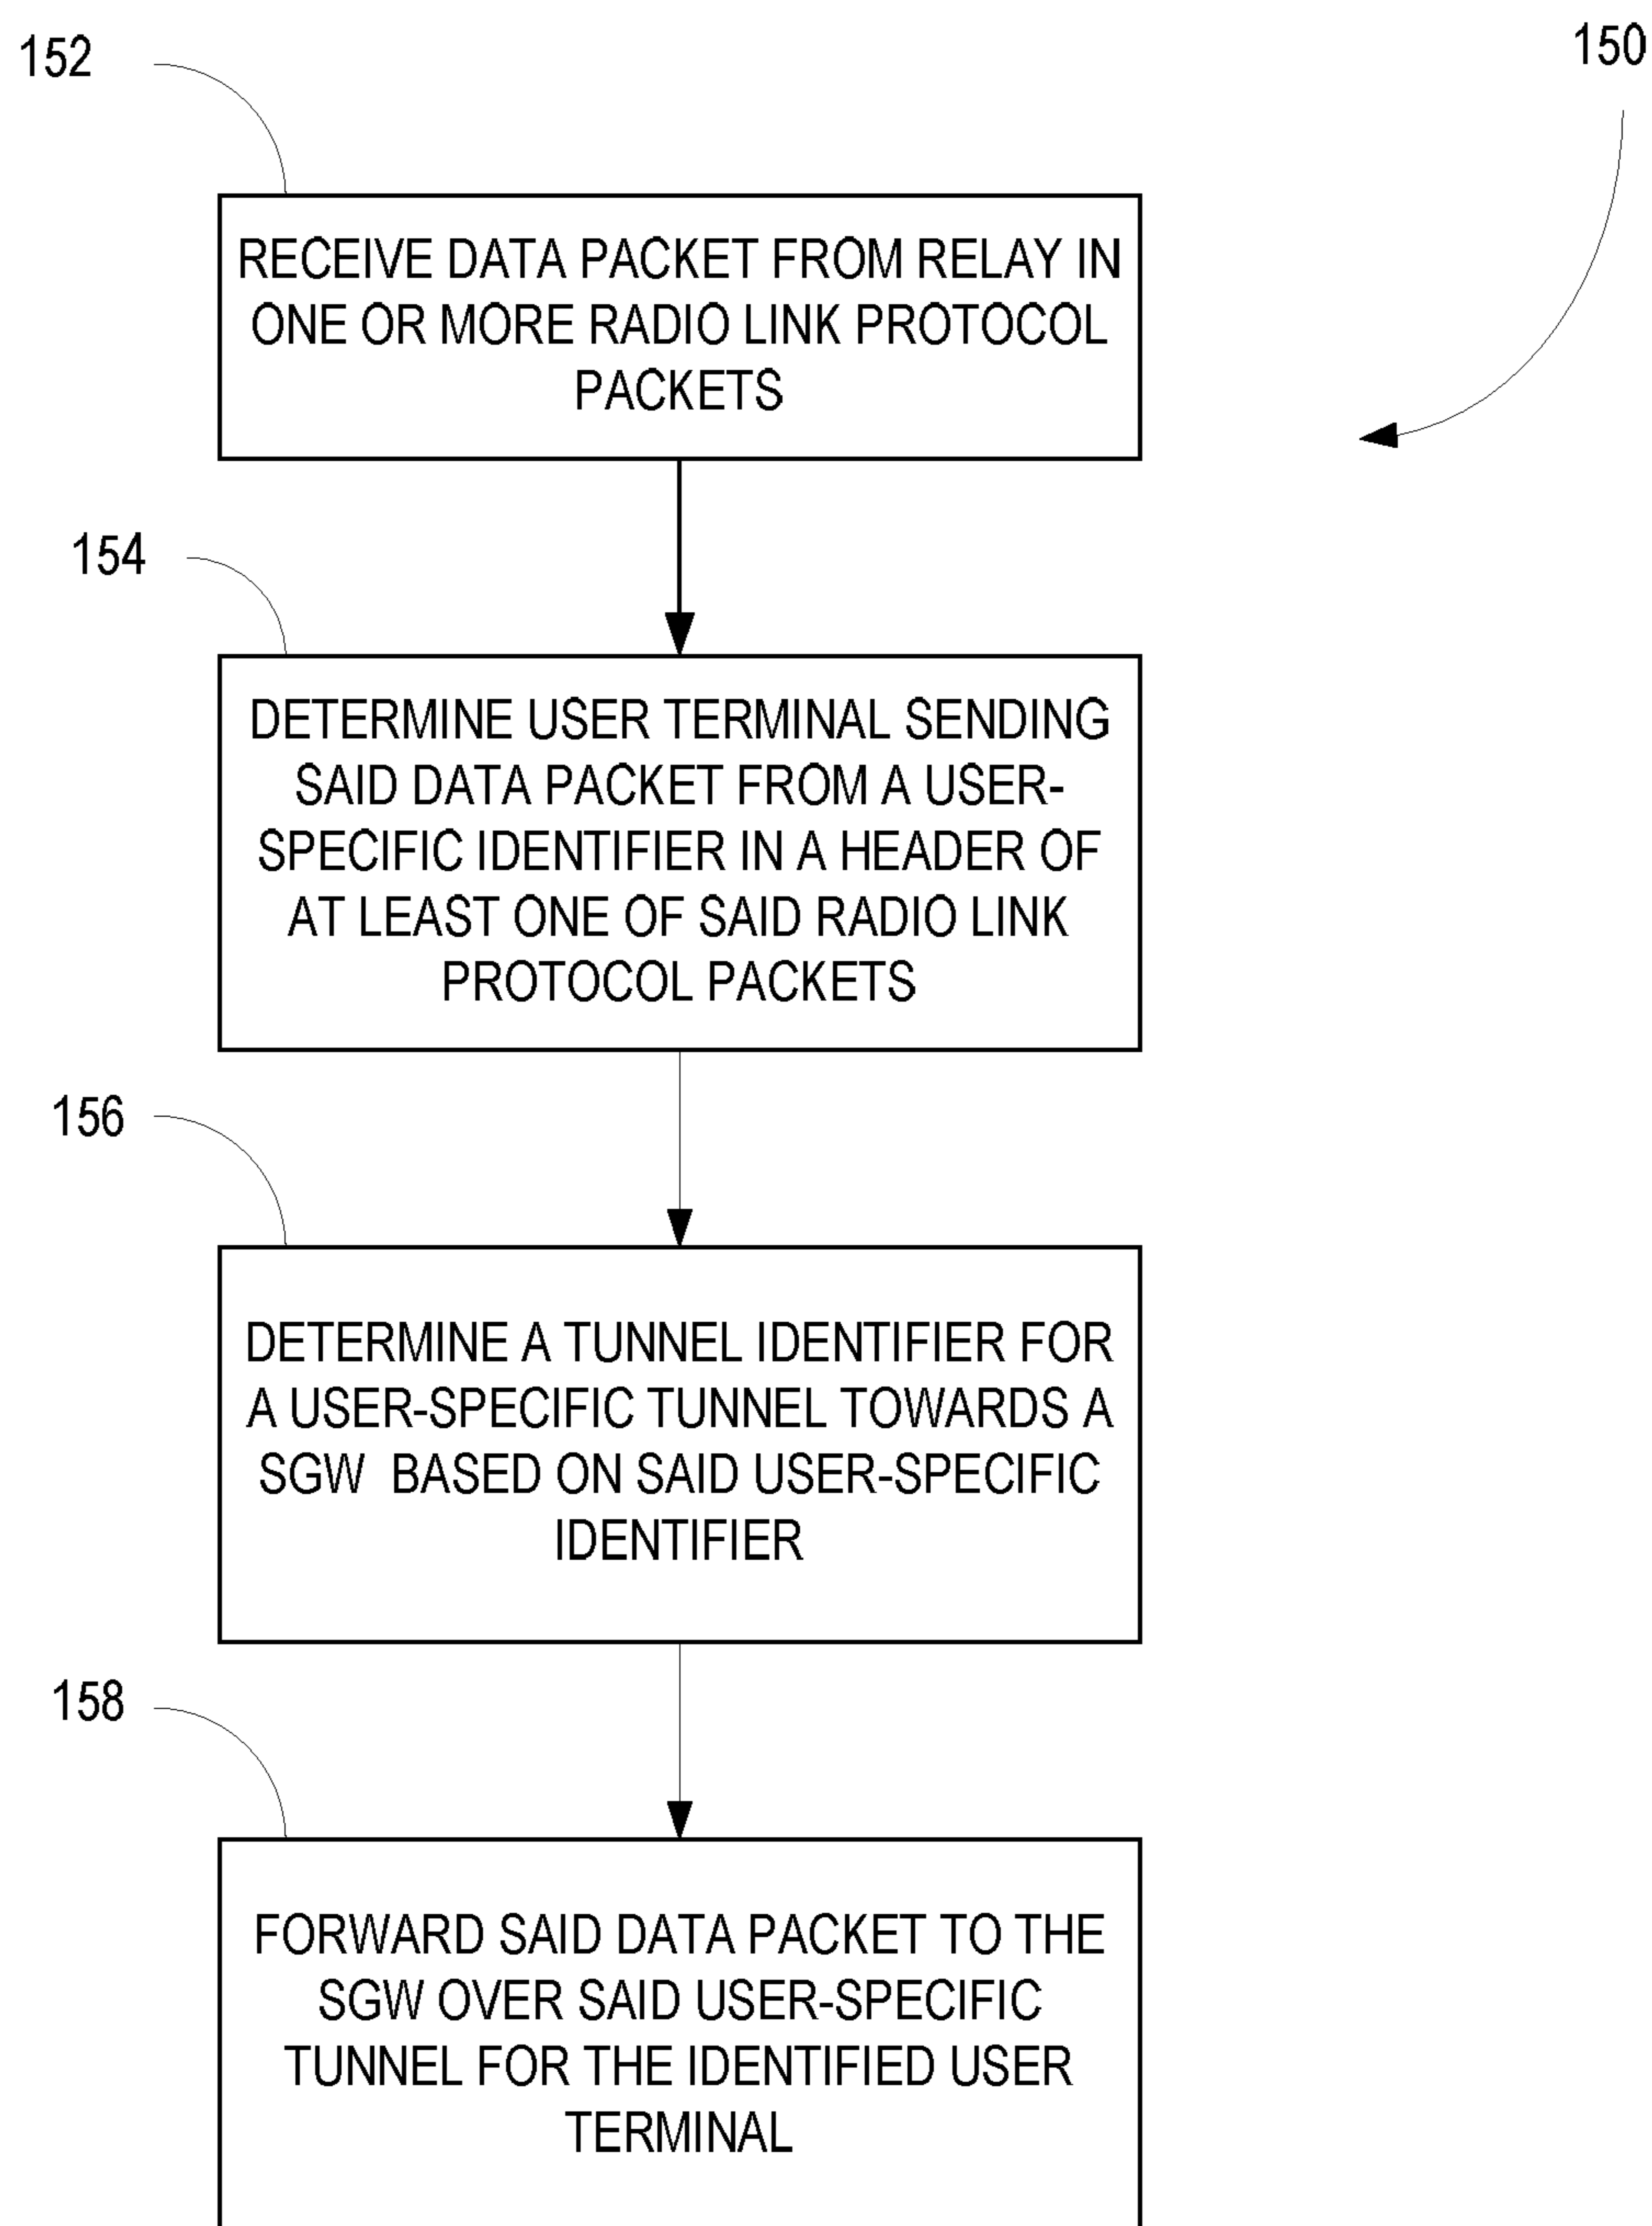 152
150
RECEIVE DATA PACKET FROM RELAY IN
ONE OR MORE RADIO LINK PROTOCOL
PACKETS
154
DETERMINE USER TERMINAL SENDING
SAID DATA PACKET FROM A USER-
SPECIFIC IDENTIFIER IN A HEADER OF
AT LEAST ONE OF SAID RADIO LINK
PROTOCOL PACKETS
156
DETERMINE A TUNNEL IDENTIFIER FOR
A USER-SPECIFIC TUNNEL TOWARDS A
SGW BASED ON SAID USER-SPECIFIC
IDENTIFIER
158
FORWARD SAID DATA PACKET TO THE
SGW OVER SAID USER-SPECIFIC
TUNNEL FOR THE IDENTIFIED USER
TERMINAL